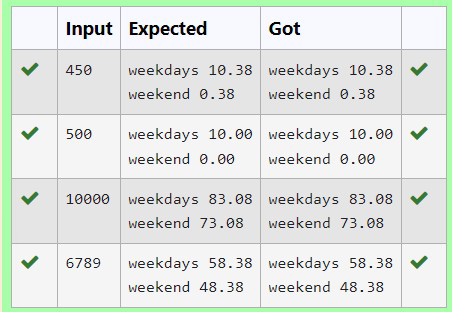 Input Expected Got
450 weekdays 10.38 weekdays 10.38
weekend 0.38 weekend 0.38
500 weekdays 10.00 weekdays 10.00
weekend 0.00 weekend 0.00
10000 weekdays 83.08 weekdays 83.08
weekend 73.08 weekend 73.08
6789 weekdays 58.38 weekdays 58.38
weekend 48.38 weekend 48.38